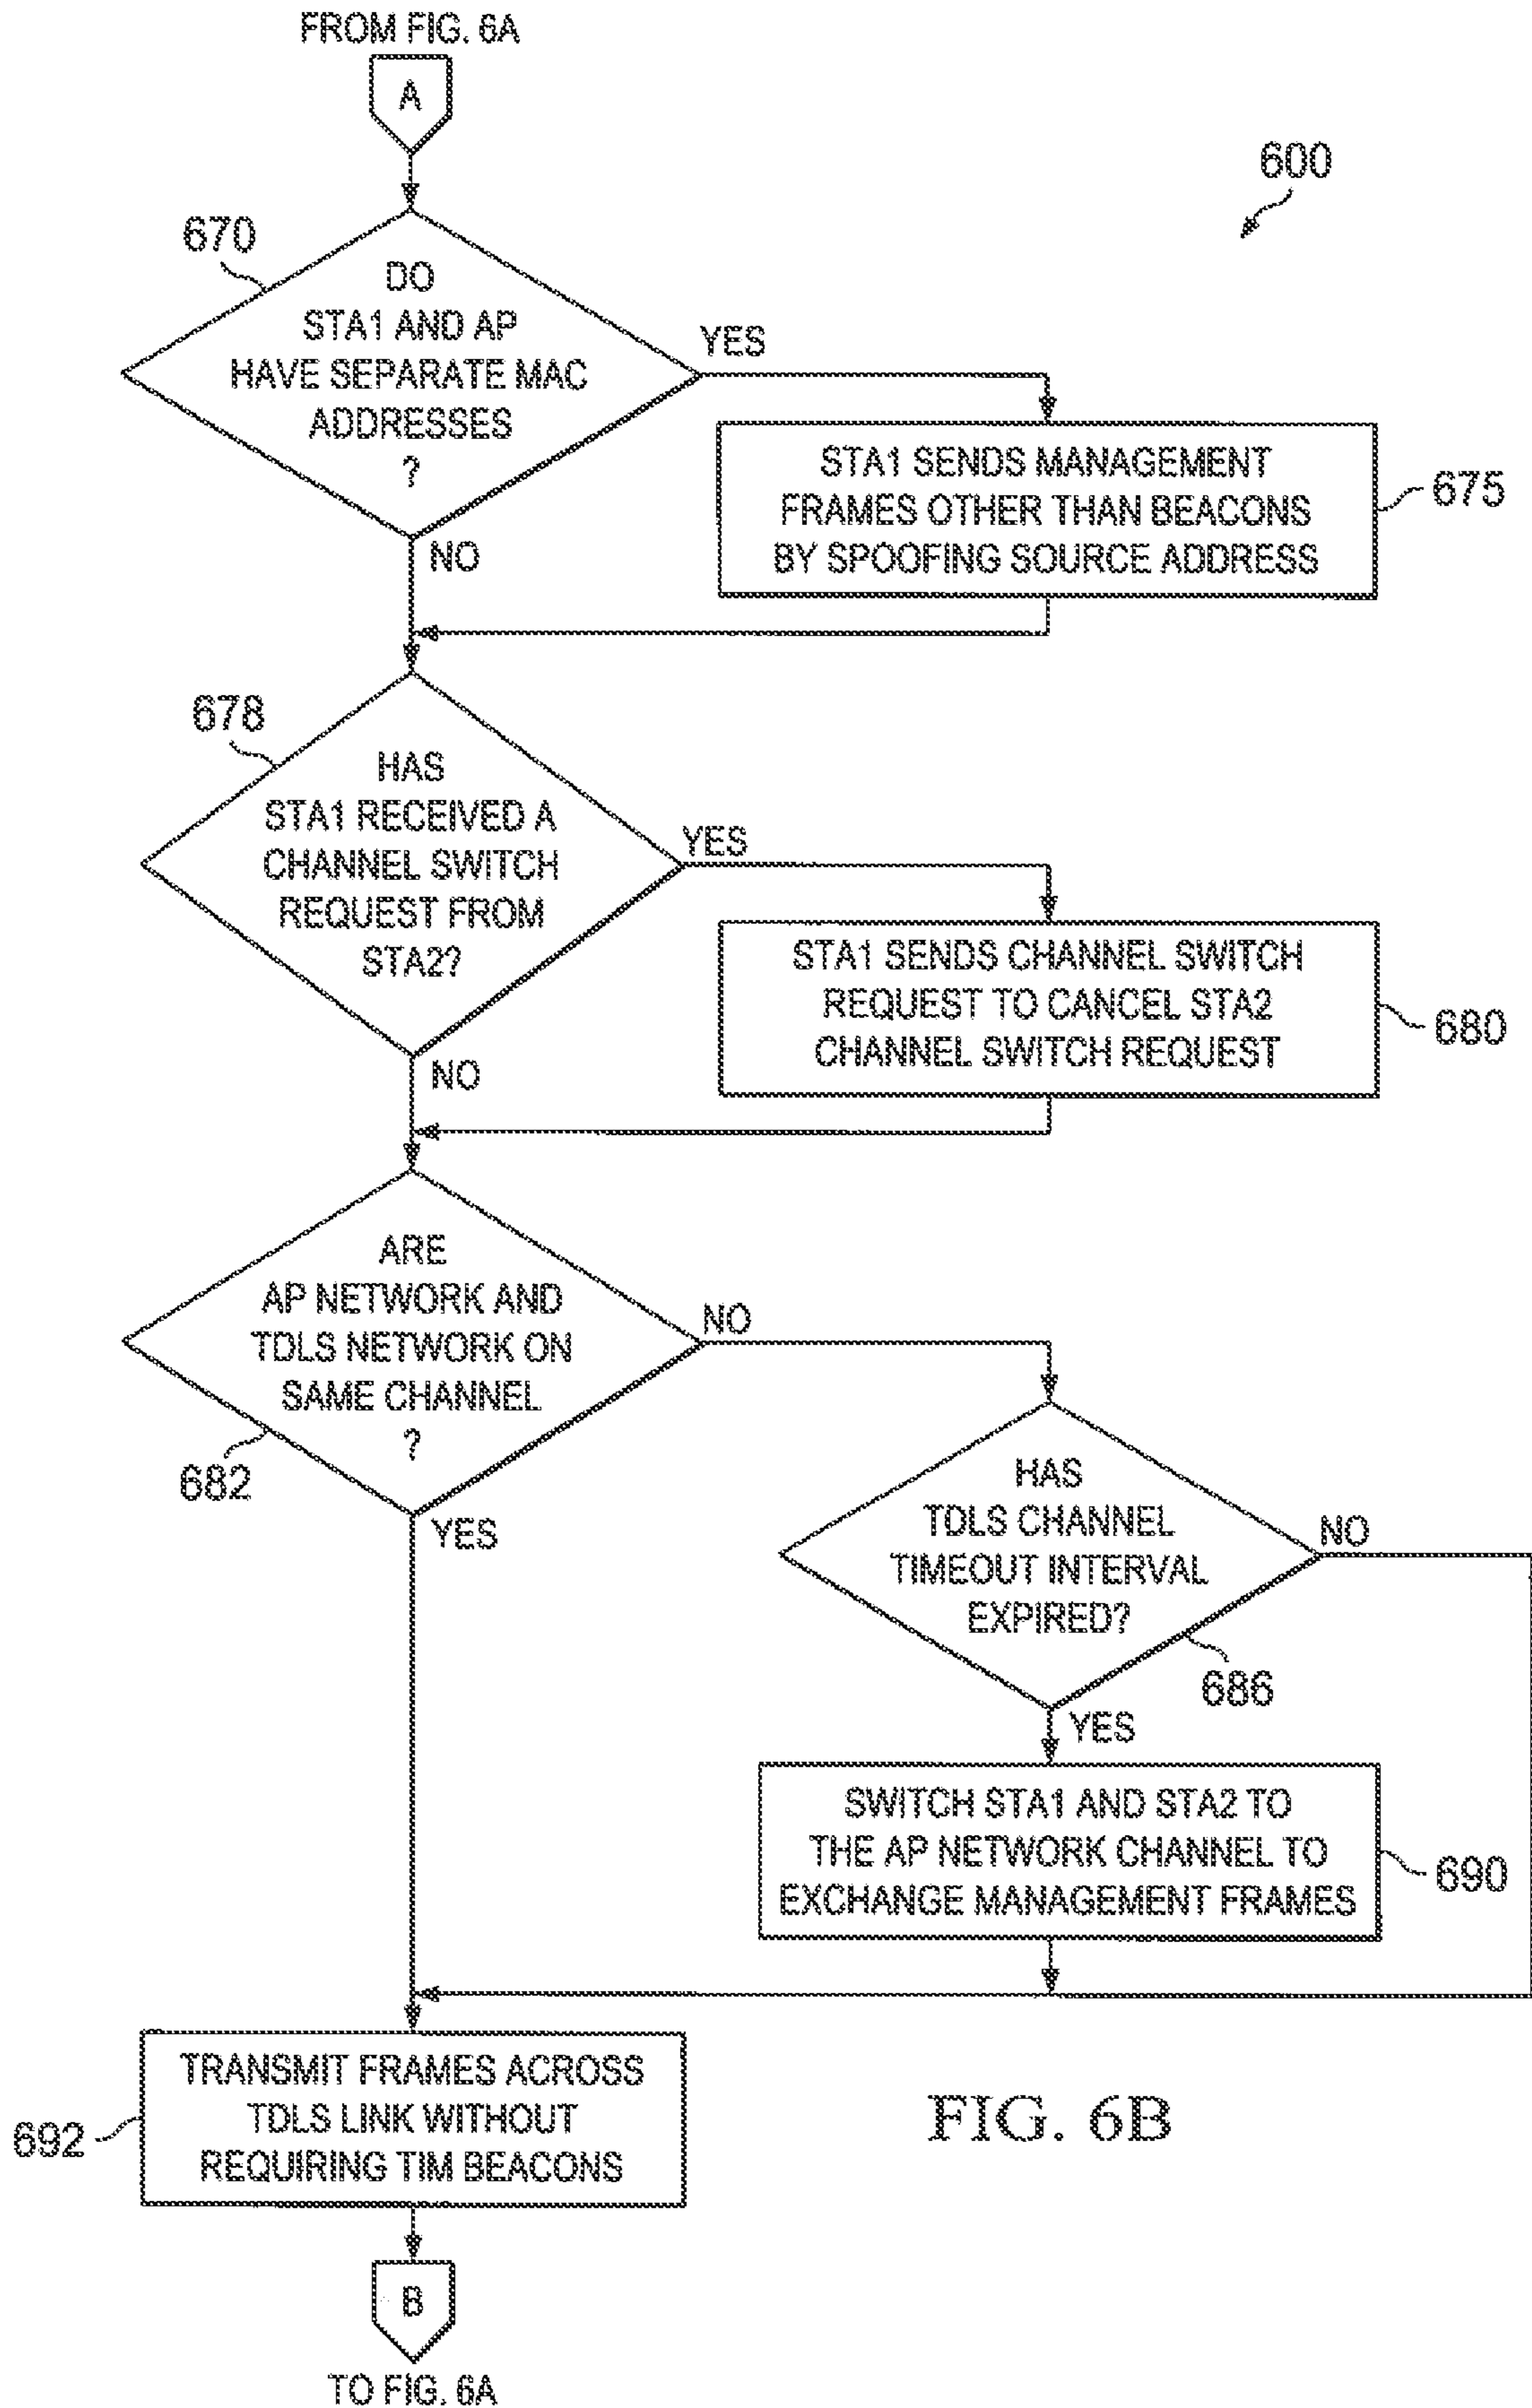 FROM FIG. 6A
A
600
670
DO
STA1 AND AP
HAVE SEPARATE MAC
ADDRESSES
?
YES
NO
STA1 SENDS MANAGEMENT
FRAMES OTHER THAN BEACONS
BY SPOOFING SOURCE ADDRESS
675
678
HAS
STA1 RECEIVED A
CHANNEL SWITCH
REQUEST FROM
STA2?
YES
NO
STA1 SENDS CHANNEL SWITCH
REQUEST TO CANCEL STA2
CHANNEL SWITCH REQUEST
680
ARE
AP NETWORK AND
TDLS NETWORK ON
SAME CHANNEL
?
682
NO
YES
HAS
TDLS CHANNEL
TIMEOUT INTERVAL
EXPIRED?
NO
686
YES
SWITCH STA1 AND STA2 TO
THE AP NETWORK CHANNEL TO
EXCHANGE MANAGEMENT FRAMES
690
TRANSMIT FRAMES ACROSS
TDLS LINK WITHOUT
REQUIRING TIM BEACONS
692
FIG. 6B
B
TO FIG. 6A